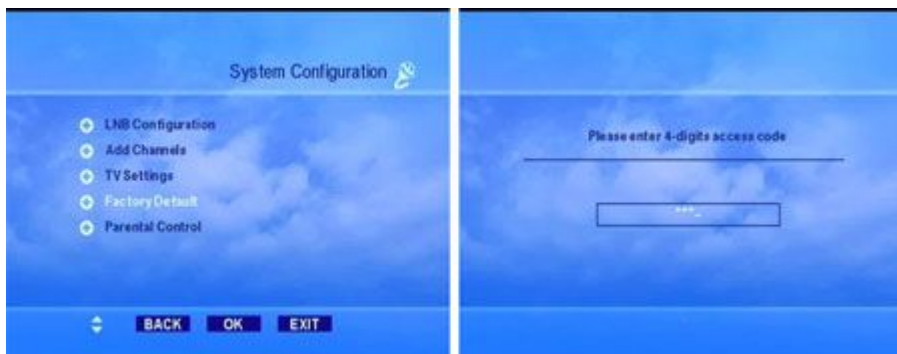 System Configuration
LNB Configuration
Add Channels
TV Settings
Factory Default
Parental Control
BACK OK EXIT
Please enter 4-digits access code
***_